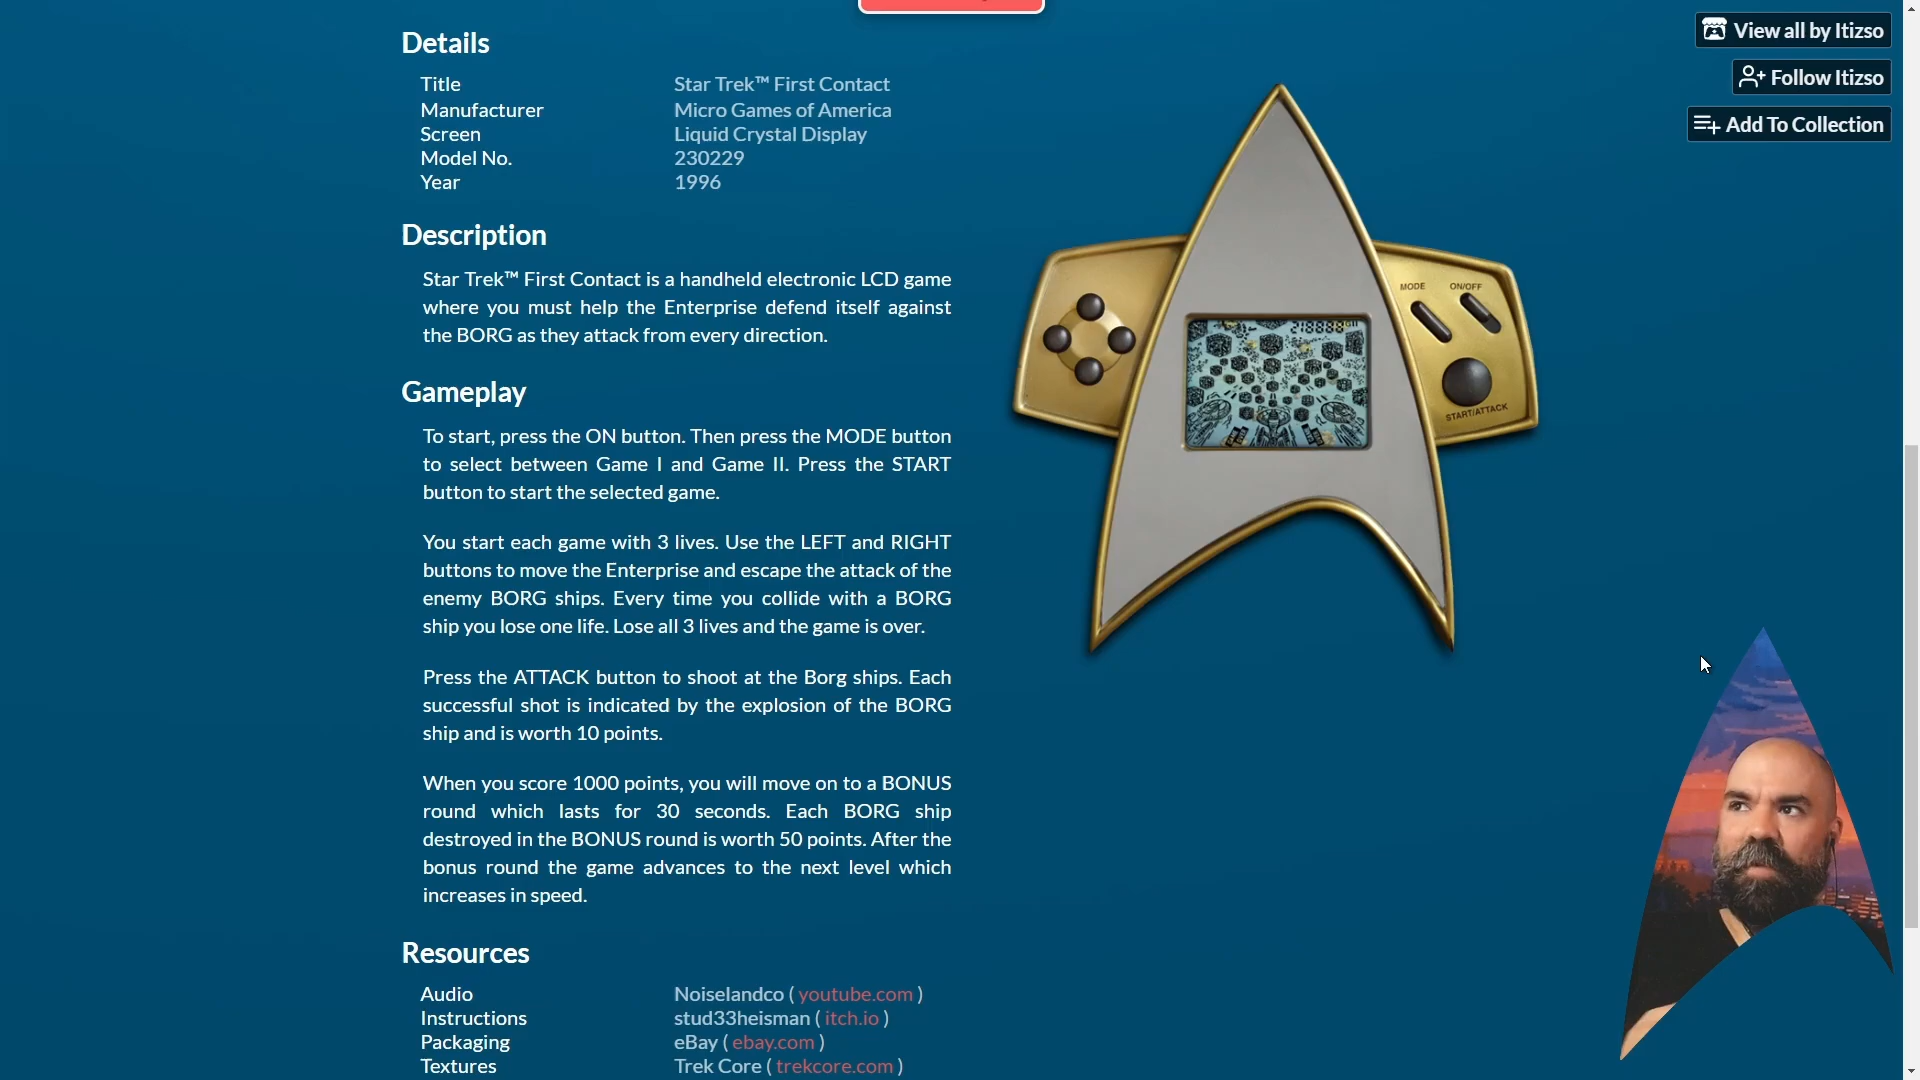 View all by Itizso
Follow Itizso
Add To Collection
Details
Title Star Trek™ First Contact
Manufacturer Micro Games of America
Screen Liquid Crystal Display
Model No. 230229
Year 1996
Description
Star Trek™ First Contact is a handheld electronic LCD game
where you must help the Enterprise defend itself against
the BORG as they attack from every direction.
Gameplay
To start, press the ON button. Then press the MODE button
to select between Game I and Game II. Press the START
button to start the selected game.
You start each game with 3 lives. Use the LEFT and RIGHT
buttons to move the Enterprise and escape the attack of the
enemy BORG ships. Every time you collide with a BORG
ship you lose one life. Lose all 3 lives and the game is over.
Press the ATTACK button to shoot at the Borg ships. Each
successful shot is indicated by the explosion of the BORG
ship and is worth 10 points.
When you score 1000 points, you will move on to a BONUS
round which lasts for 30 seconds. Each BORG ship
destroyed in the BONUS round is worth 50 points. After the
bonus round the game advances to the next level which
increases in speed.
Resources
Audio Noiselandco ( youtube.com )
Instructions stud33heisman ( itch.io )
Packaging eBay ( ebay.com )
Textures Trek Core ( trekcore.com )
MODE ON/OFF
START/ATTACK